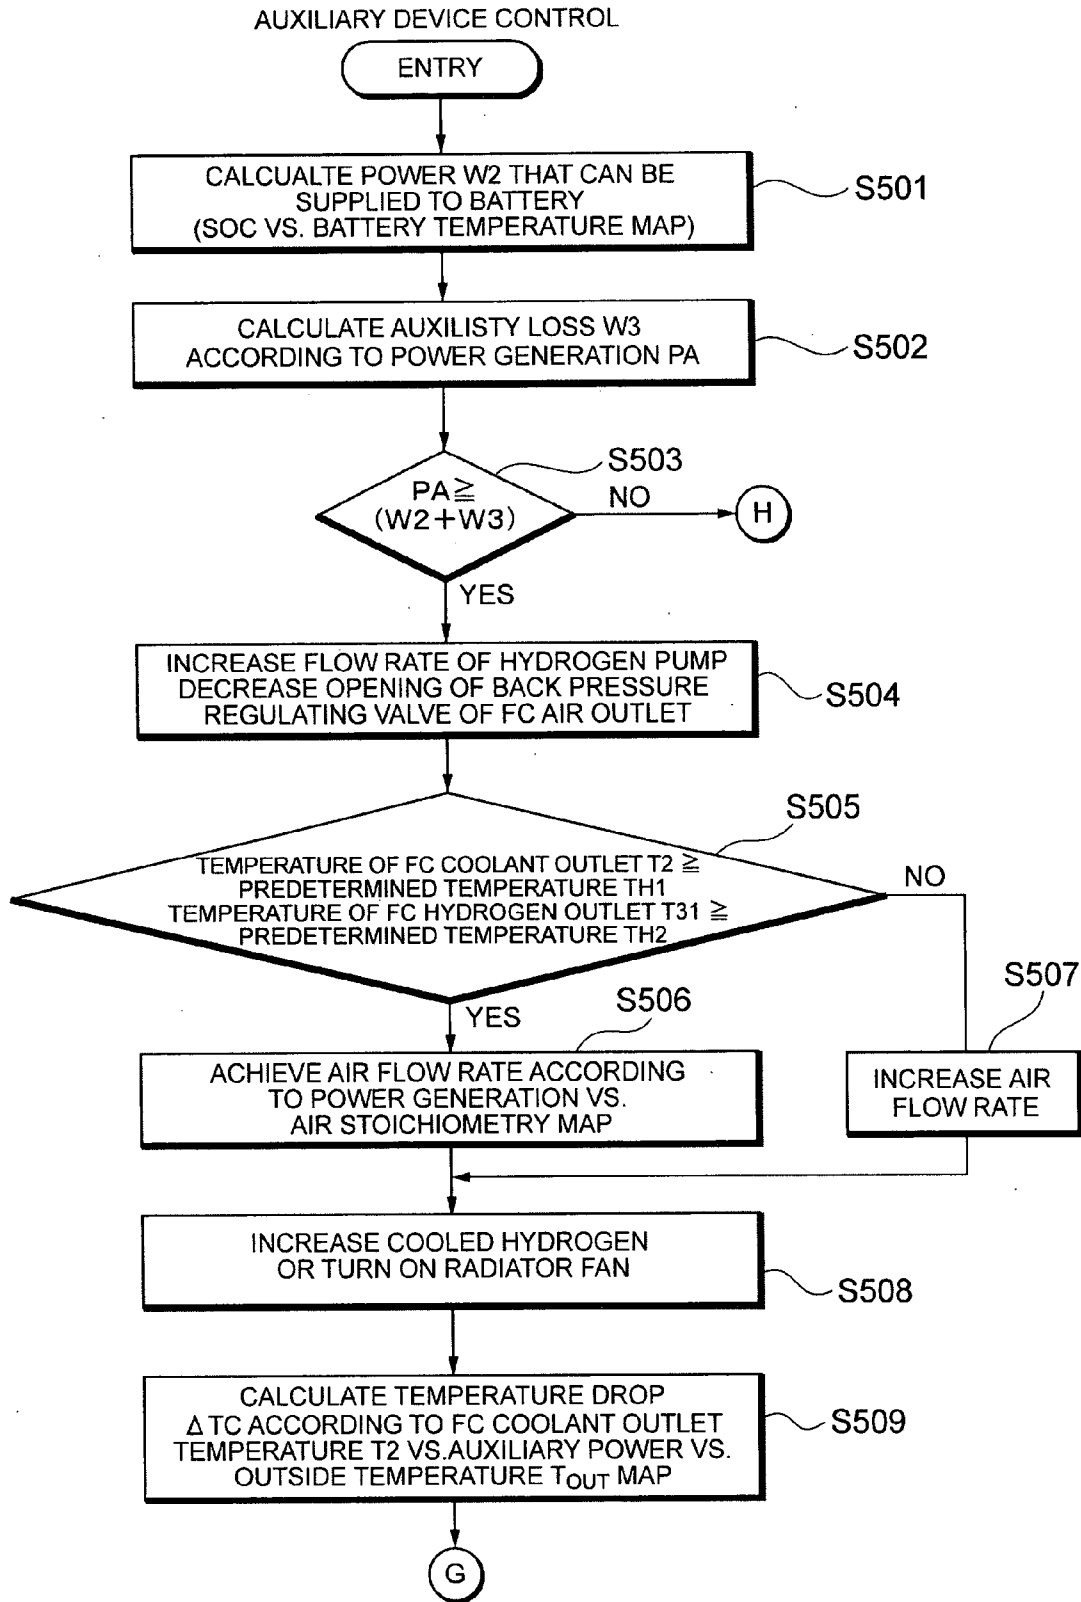 AUXILIARY DEVICE CONTROL
ENTRY
CALCUALTE POWER W2 THAT CAN BE
SUPPLIED TO BATTERY
(SOC VS. BATTERY TEMPERATURE MAP)
S501
CALCULATE AUXILISTY LOSS W3
ACCORDING TO POWER GENERATION PA
S502
S503
PA≧
(W2+W3)
NO
H
YES
INCREASE FLOW RATE OF HYDROGEN PUMP
DECREASE OPENING OF BACK PRESSURE
REGULATING VALVE OF FC AIR OUTLET
S504
S505
TEMPERATURE OF FC COOLANT OUTLET T2 ≧
PREDETERMINED TEMPERATURE TH1
TEMPERATURE OF FC HYDROGEN OUTLET T31 ≧
PREDETERMINED TEMPERATURE TH2
NO
YES
S506
S507
ACHIEVE AIR FLOW RATE ACCORDING
TO POWER GENERATION VS.
AIR STOICHIOMETRY MAP
INCREASE AIR
FLOW RATE
INCREASE COOLED HYDROGEN
OR TURN ON RADIATOR FAN
S508
CALCULATE TEMPERATURE DROP
Δ TC ACCORDING TO FC COOLANT OUTLET
TEMPERATURE T2 VS.AUXILIARY POWER VS.
OUTSIDE TEMPERATURE TOUT MAP
S509
G